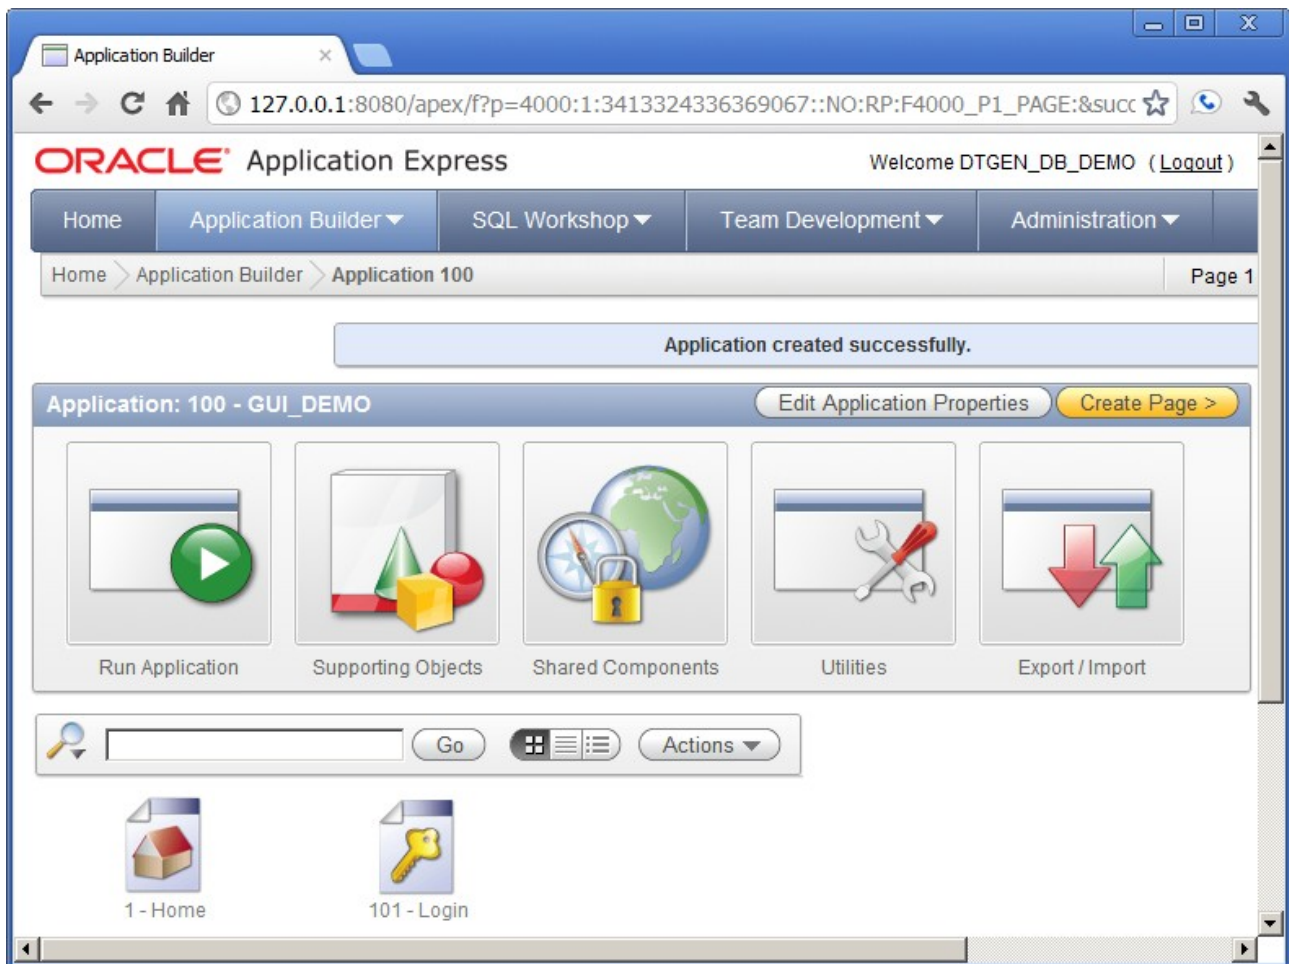 Application Builder
127.0.0.1:8080/apex/f?p=4000:1:3413324336369067::NO:RP:F4000_P1_PAGE:&succ
ORACLE Application Express
Welcome DTGEN_DB_DEMO ( Logout )
Home Application Builder SQL Workshop Team Development Administration
Home Application Builder Application 100 Page 1
Application created successfully.
Application: 100 - GUI_DEMO Edit Application Properties Create Page >
Run Application Supporting Objects Shared Components Utilities Export / Import
Go Actions
1 - Home 101 - Login